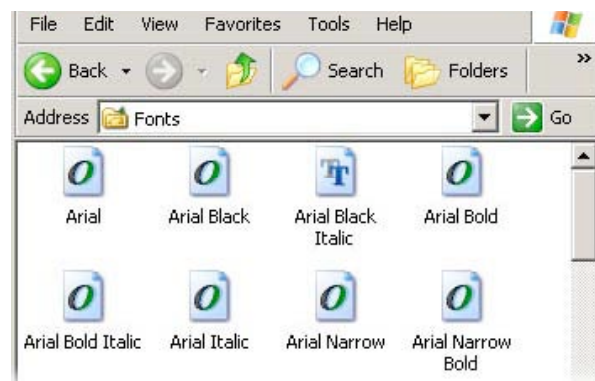 File Edit View Favorites Tools Help
Back Search Folders »
Address Fonts Go
Arial Arial Black Arial Black Italic Arial Bold
Arial Bold Italic Arial Italic Arial Narrow Arial Narrow Bold